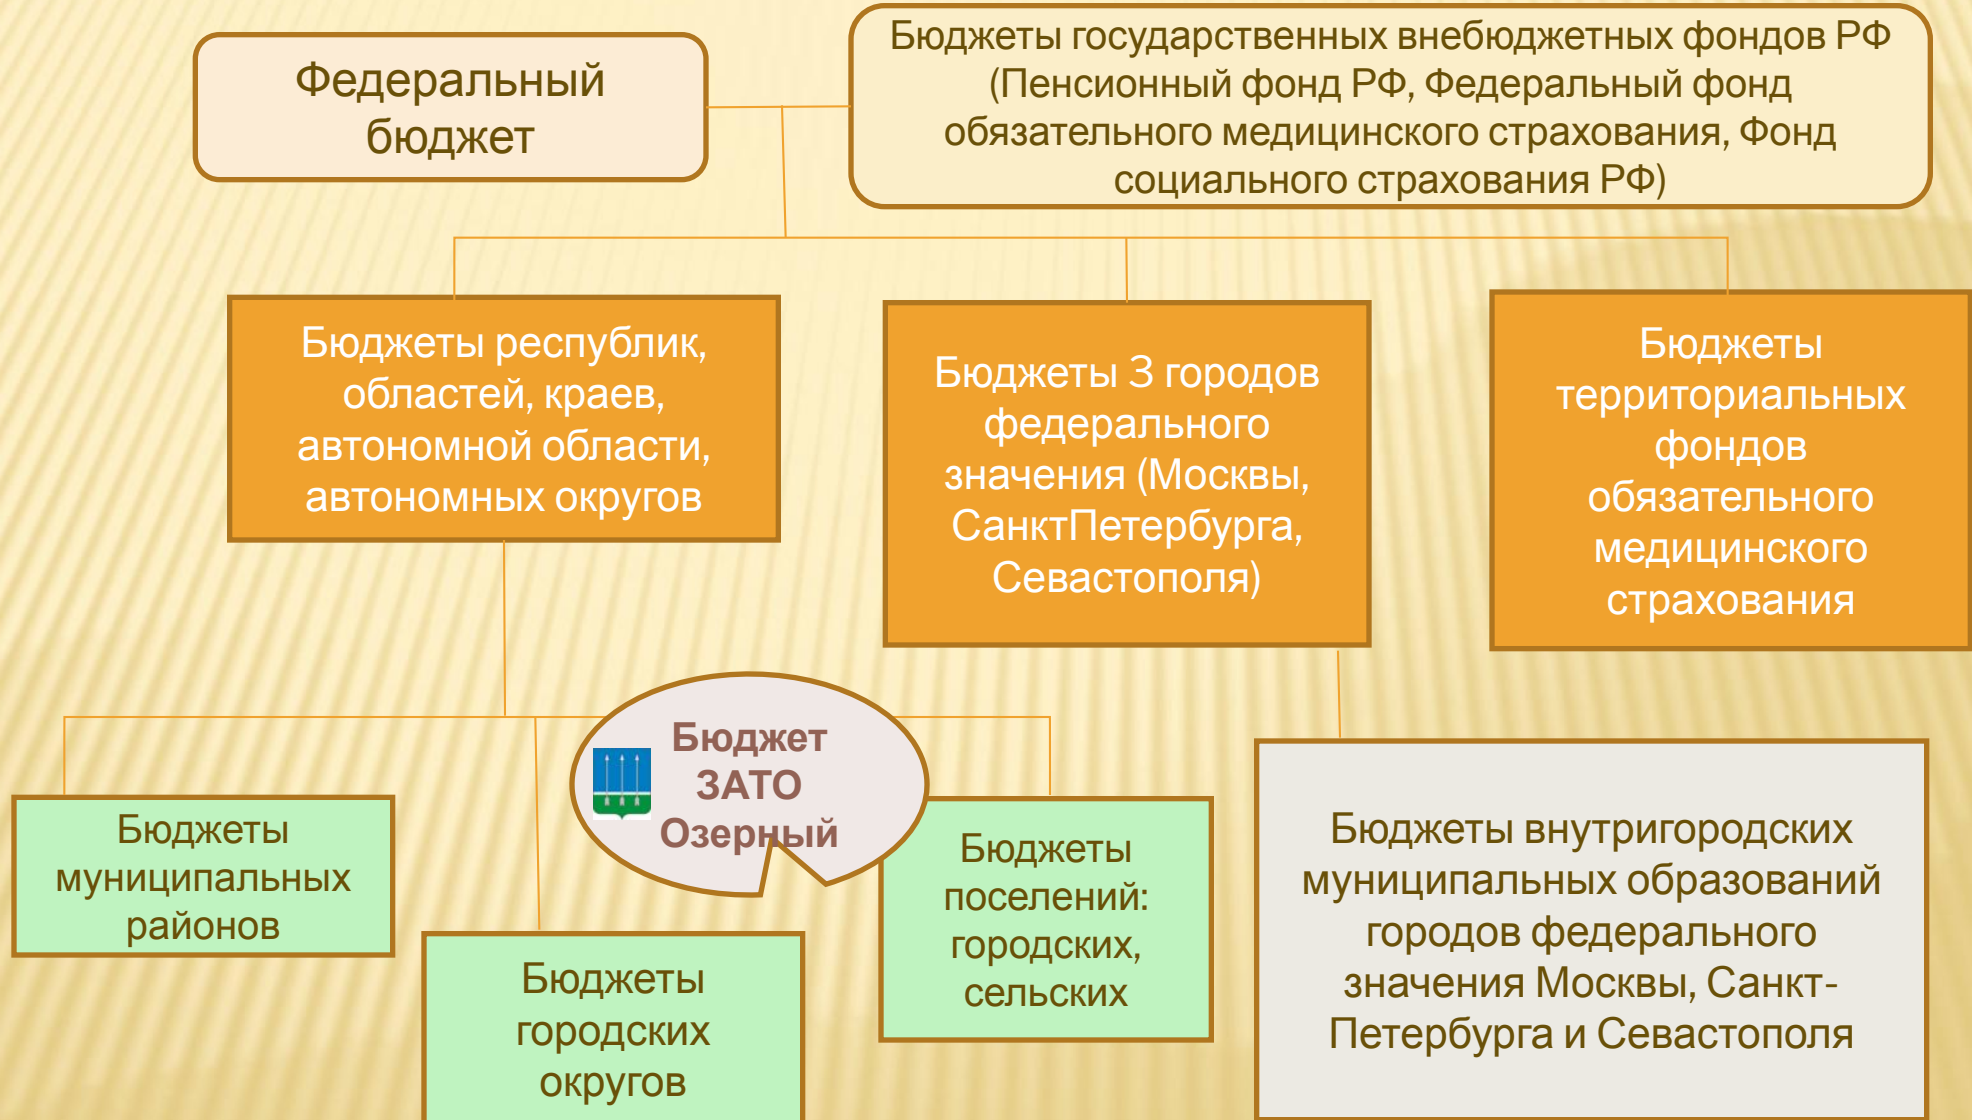 Федеральный
бюджет
Бюджеты государственных внебюджетных фондов РФ
(Пенсионный фонд РФ, Федеральный фонд
обязательного медицинского страхования, Фонд
социального страхования РФ)
Бюджеты республик,
областей, краев,
автономной области,
автономных округов
Бюджеты 3 городов
федерального
значения (Москвы,
СанктПетербурга,
Севастополя)
Бюджеты
территориальных
фондов
обязательного
медицинского
страхования
Бюджет
ЗАТО
Озерный
Бюджеты
муниципальных
районов
Бюджеты
городских
округов
Бюджеты
поселений:
городских,
сельских
Бюджеты внутригородских
муниципальных образований
городов федерального
значения Москвы, Санкт-
Петербурга и Севастополя